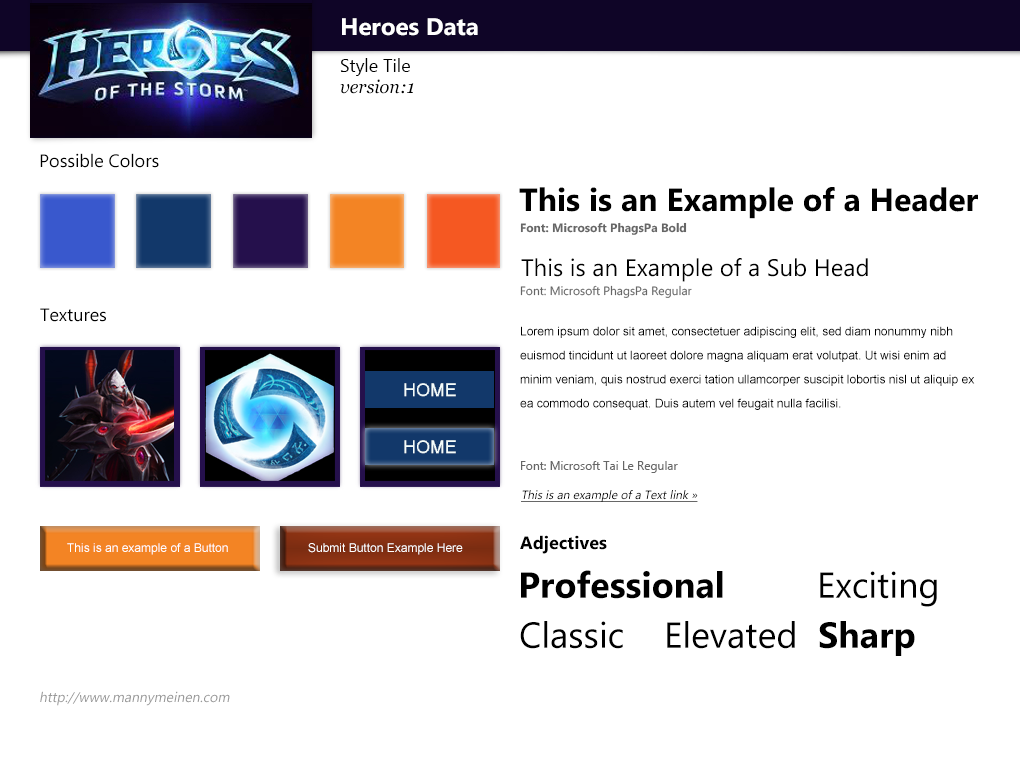 HEROES
OF THE STORM
Heroes Data
Style Tile
version:1
Possible Colors
Textures
HOME
HOME
This is an example of a Button
Submit Button Example Here
This is an Example of a Header
Font: Microsoft PhagsPa Bold
This is an Example of a Sub Head
Font: Microsoft PhagsPa Regular
Lorem ipsum dolor sit amet, consectetuer adipiscing elit, sed diam nonummy nibh
euismod tincidunt ut laoreet dolore magna aliquam erat volutpat. Ut wisi enim ad
minim veniam, quis nostrud exerci tation ullamcorper suscipit lobortis nisl ut aliquip ex
ea commodo consequat. Duis autem vel feugait nulla facilisi.
Font: Microsoft Tai Le Regular
This is an example of a Text link »
Adjectives
Professional Exciting
Classic Elevated Sharp
http://www.mannymeinen.com